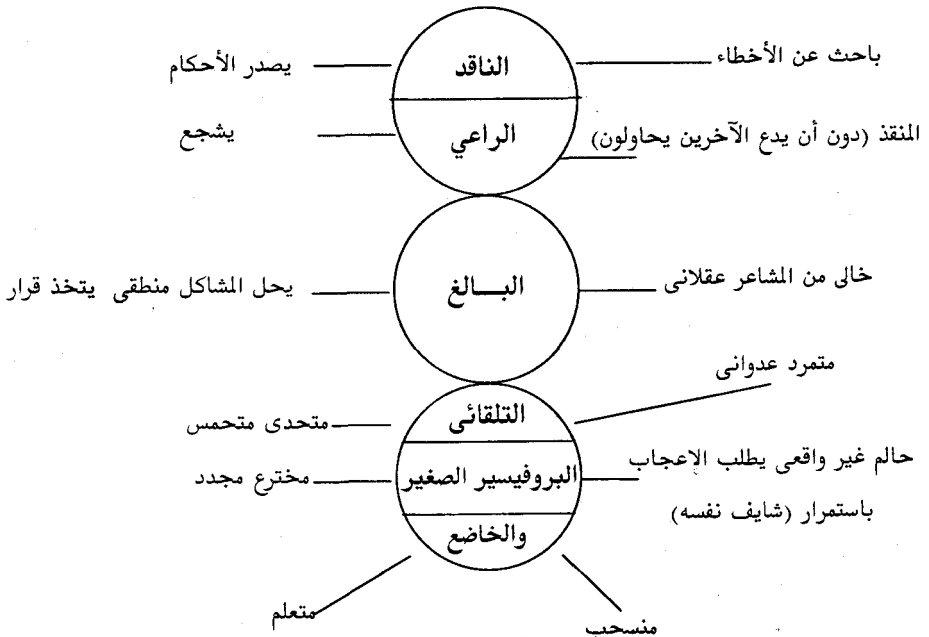 باحث عن الأخطاء
الناقد
يصدر الأحكام
المنقذ (دون أن يدع الآخرين يحاولون)
الراعي
يشجع
خالى من المشاعر عقلانى
البـــالغ
يحل المشاكل منطقى يتخذ قرار
متمرد عدوانى
التلقائى
متحدى متحمس
حالم غير واقعى يطلب الإعجاب
باستمرار (شايف نفسه)
البروفيسير الصغير
مخترع مجدد
والخاضع
منسحب
متعلم